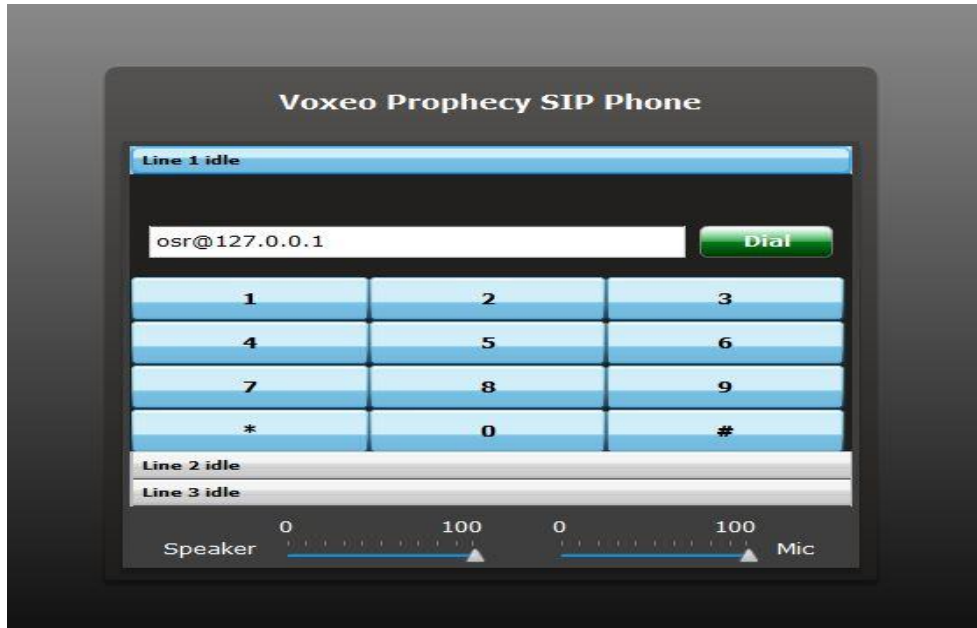 Voxeo Prophecy SIP Phone
Line 1 idle
osr@127.0.0.1 Dial
1 2 3
4 5 6
7 8 9
* 0 #
Line 2 idle
Line 3 idle
0 100 0 100
Speaker Mic